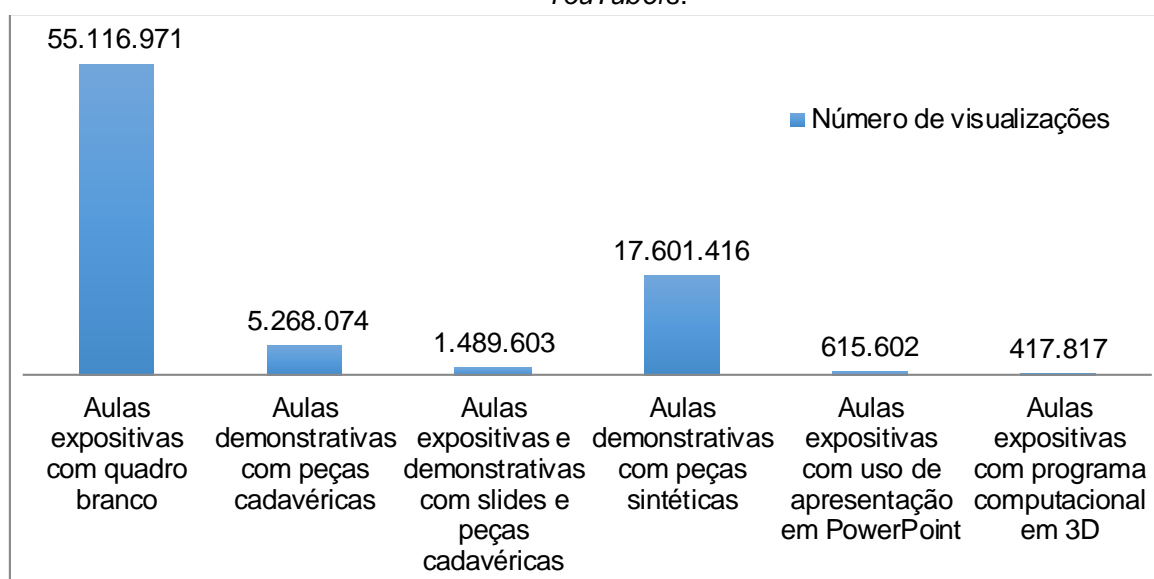 YouTubers.
55.116.971
Número de visualizações
17.601.416
5.268.074
1.489.603
615.602
417.817
Aulas
expositivas
com quadro
branco
Aulas
demonstrativas
com peças
cadavéricas
Aulas
expositivas e
demonstrativas
com slides e
peças
cadavéricas
Aulas
demonstrativas
com peças
sintéticas
Aulas
expositivas
com uso de
apresentação
em PowerPoint
Aulas
expositivas
com programa
computacional
em 3D